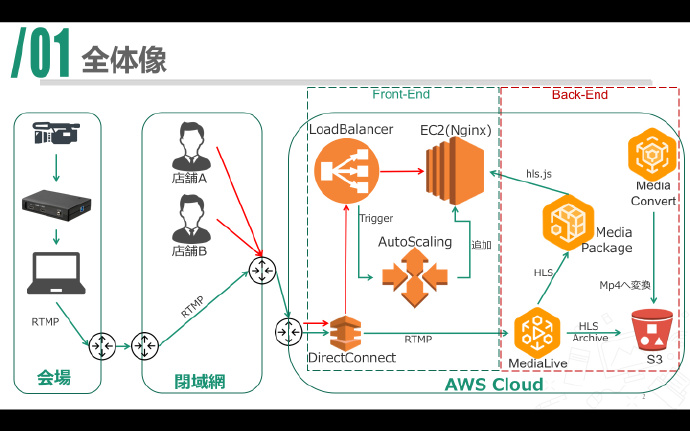 /01 全体像
Front-End
Back-End
LoadBalancer
EC2(Nginx)
店舗A
hls.js
Media
Convert
Trigger
店舗B
AutoScaling
追加
Media
Package
RTMP
HLS
Mp4へ変換
RTMP
RTMP
HLS
Archive
DirectConnect
MediaLive
S3
会場
閉域網
AWS Cloud
2